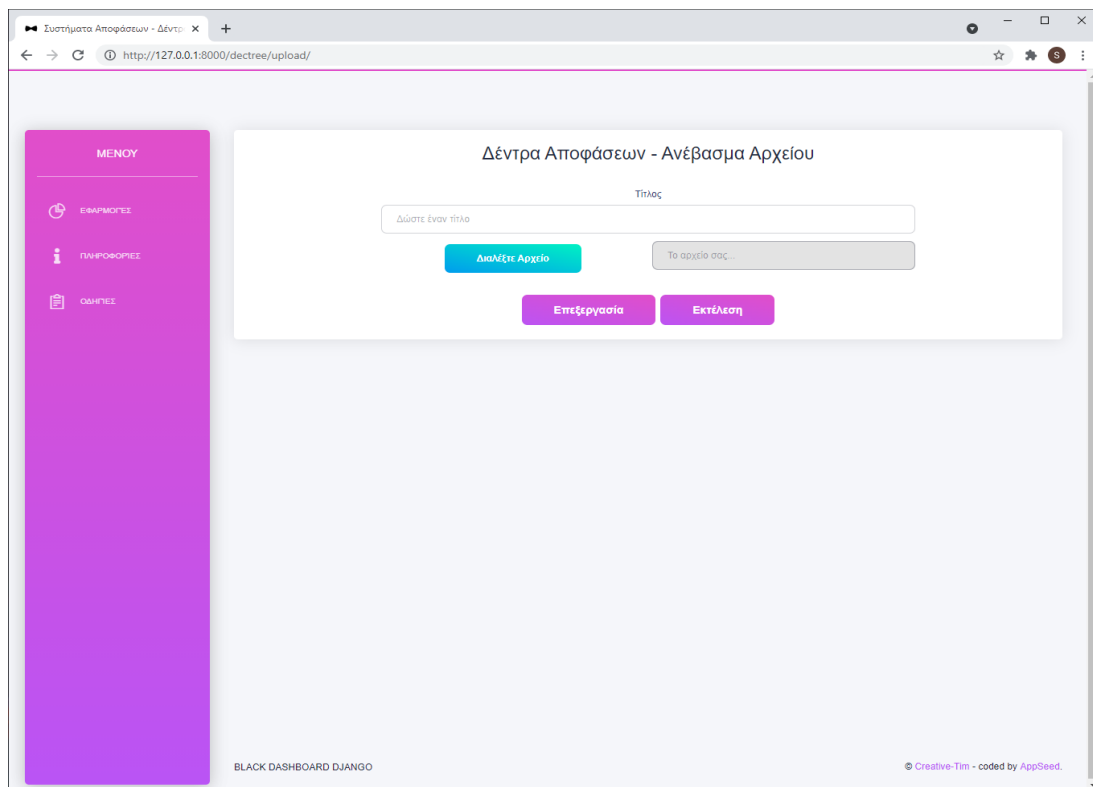 Συστήματα Αποφάσεων - Δέντρ
http://127.0.0.1:8000/dectree/upload/
S
ΜΕΝΟΥ
ΕΦΑΡΜΟΓΕΣ
ΠΛΗΡΟΦΟΡΙΕΣ
ΟΔΗΓΙΕΣ
Δέντρα Αποφάσεων - Ανέβασμα Αρχείου
Τίτλος
Δώστε έναν τίτλο
Διαλέξτε Αρχείο
Το αρχείο σας...
Επεξεργασία
Εκτέλεση
BLACK DASHBOARD DJANGO
© Creative-Tim - coded by AppSeed.